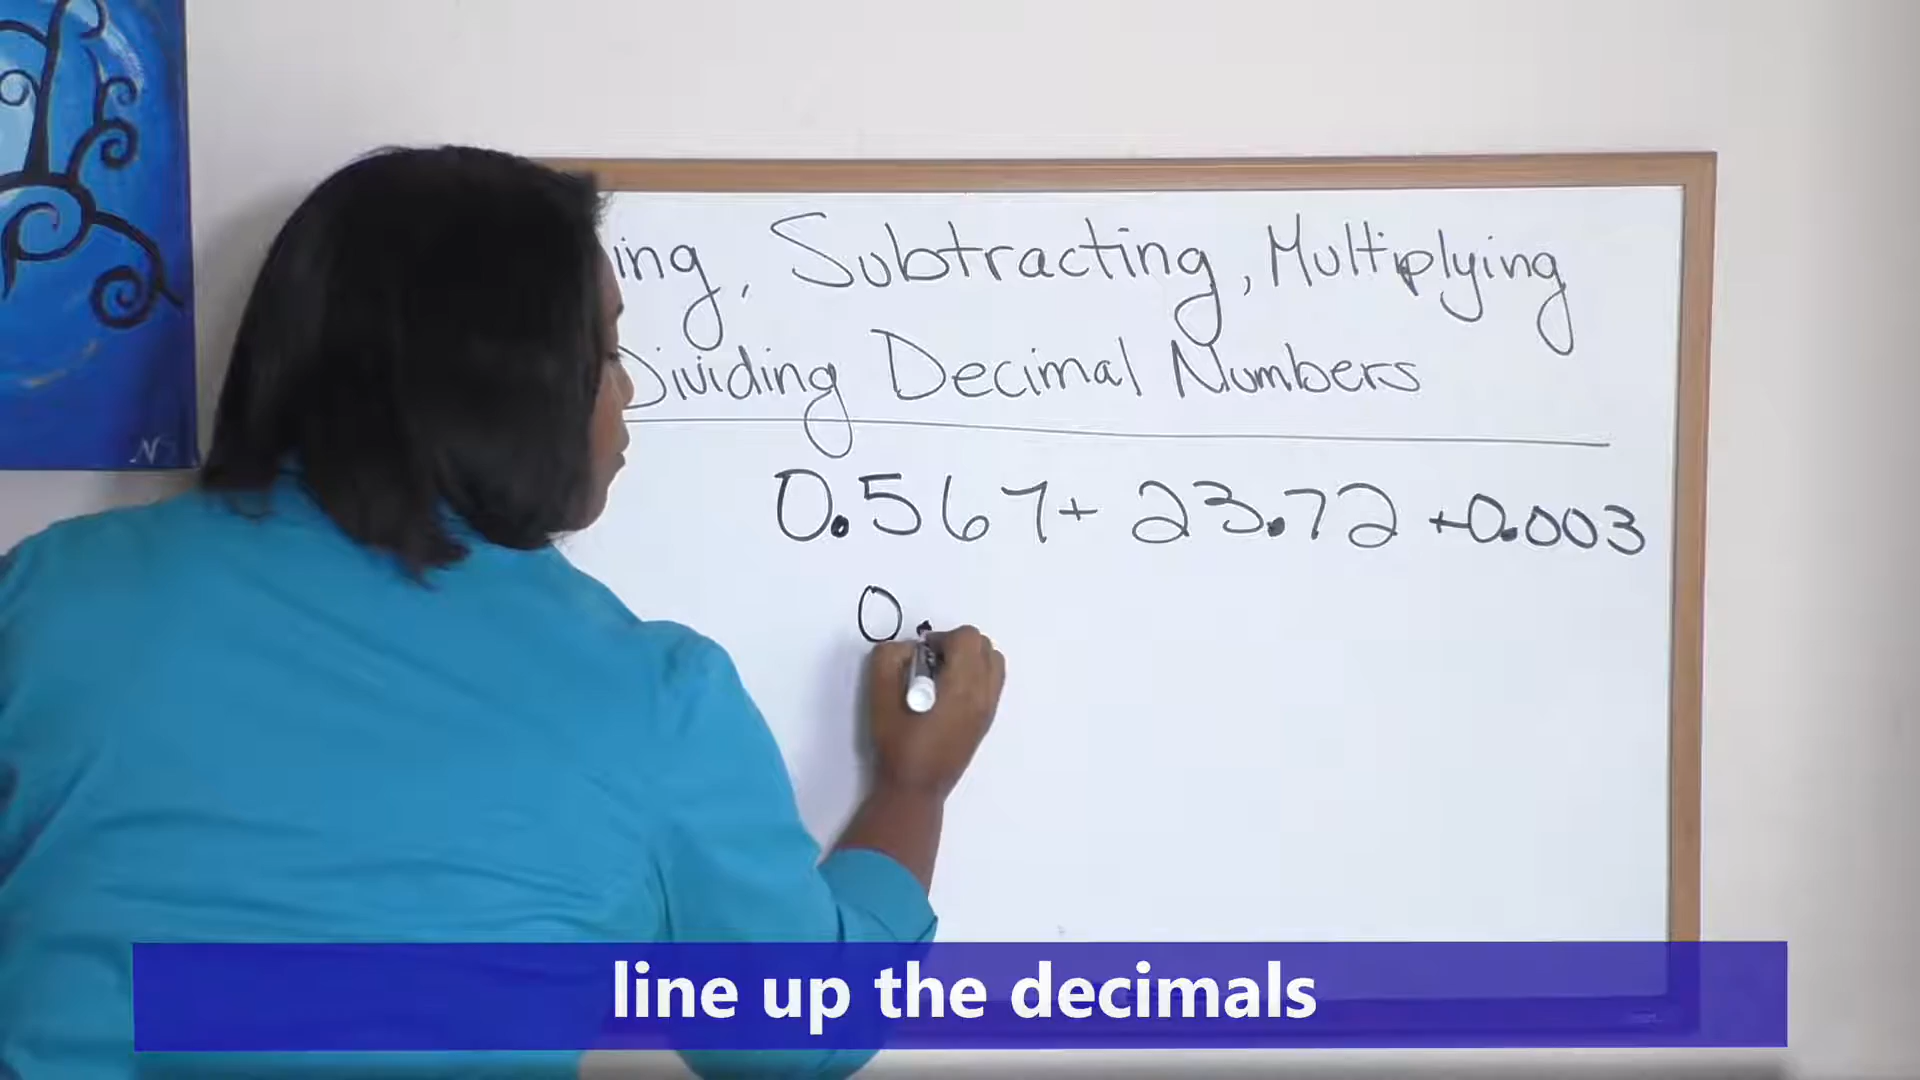 ing, Subtracting, Multiplying
Dividing Decimal Numbers
0.567+ 23.72 +0.003
0.
line up the decimals